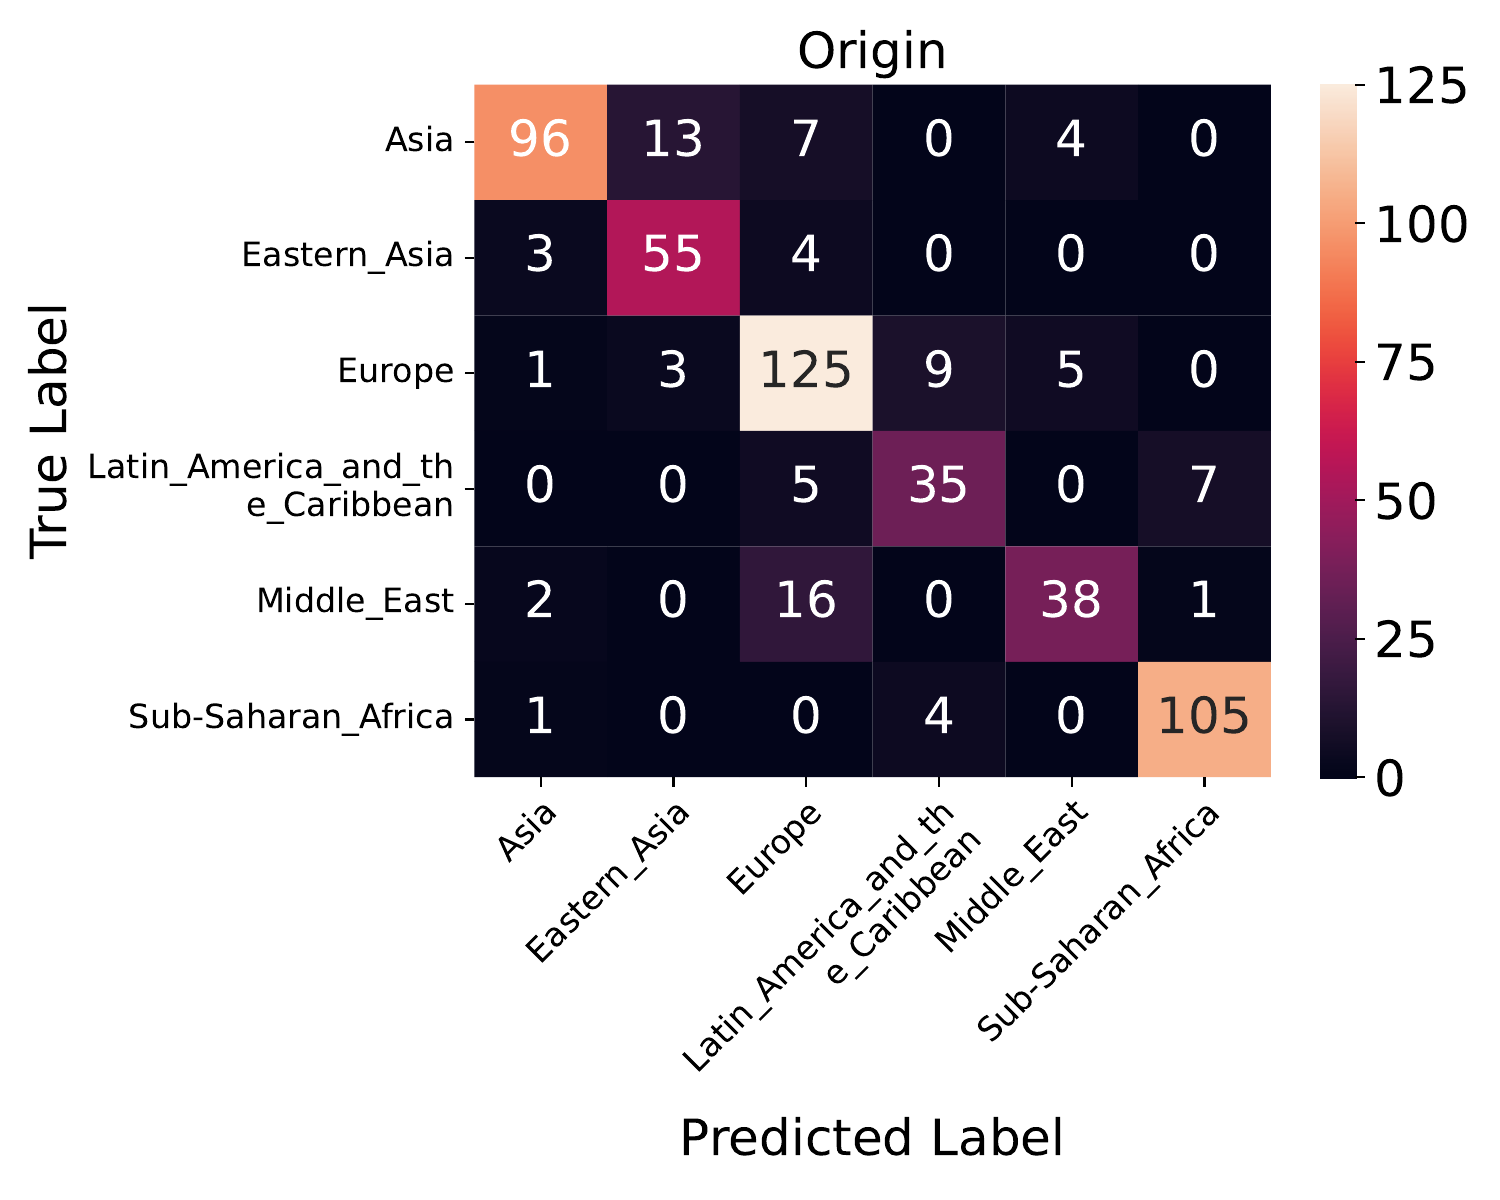 Origin
125
Asia 96 13 7 0 4 0
100
Eastern_Asia 3 55 4 0 0 0
Europe 1 3 125 9 5 0
75
Latin_America_and_th
e_Caribbean
0 0 5 35 0 7
50
Middle_East 2 0 16 0 38 1
25
Sub-Saharan_Africa 1 0 0 4 0 105
0
True Label
Asia
Eastern_Asia
Europe
Latin_America_and_th
e_Caribbean
Middle_East
Sub-Saharan_Africa
Predicted Label